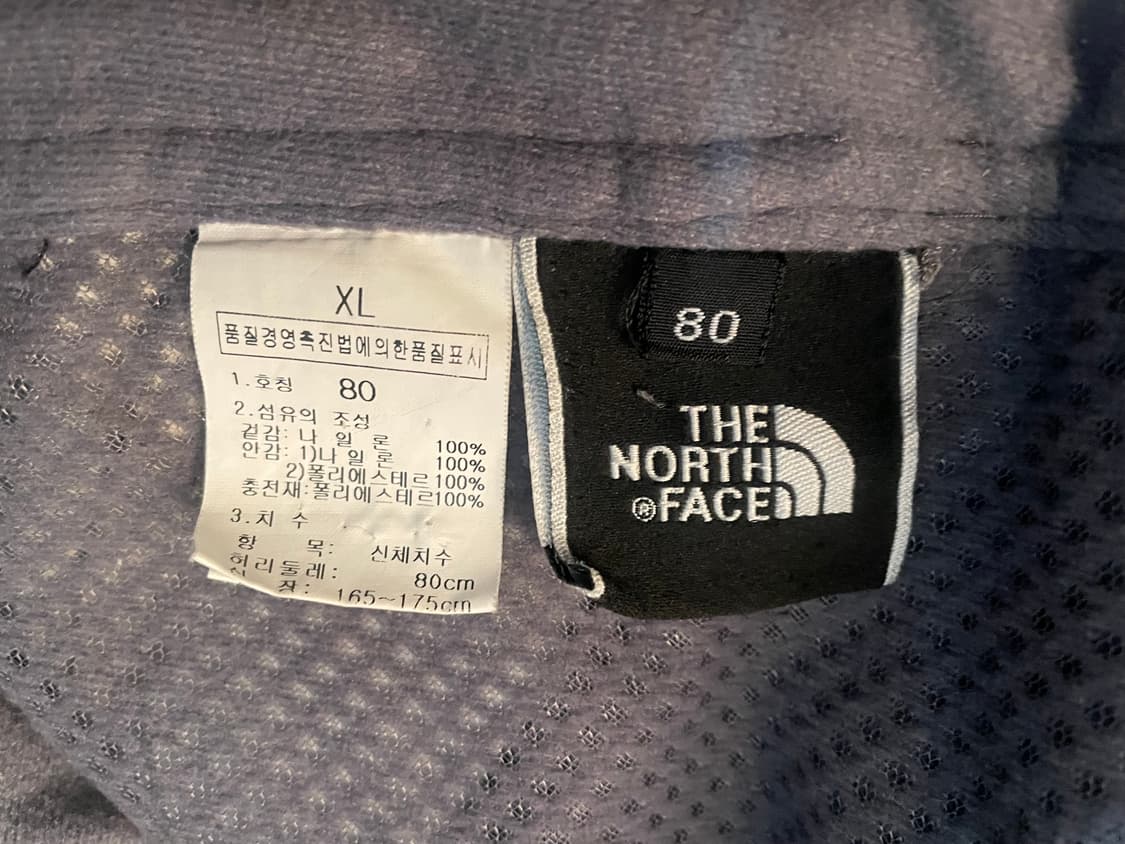 XL
품질경영촉진법에의한품질표시
1.호칭 80
2.섬유의 조성
겉감: 나 일 론 100%
안감: 1)나 일 론 100%
2)폴리에스테르 100%
충전재:폴리에스테르100%
3.치 수
항 목: 신체치수
허리둘레: 80cm
신 장: 165~175cm
80
THE
NORTH
®FACE